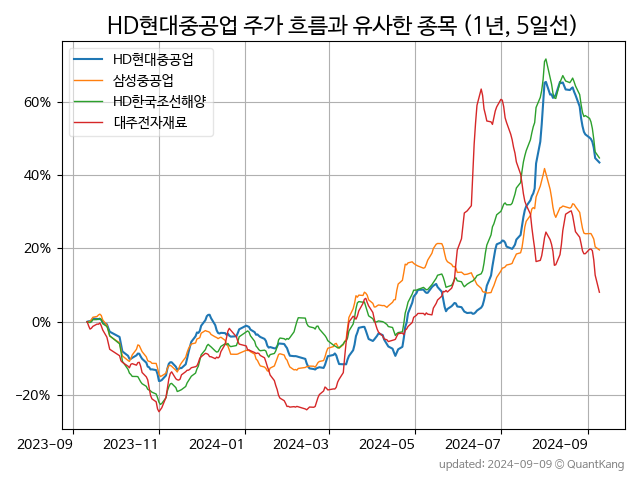 HD현대중공업 주가 흐름과 유사한 종목 (1년, 5일선)
HD현대중공업
삼성중공업
HD한국조선해양
대주전자재료
60%
40%
20%
0%
−20%
2023-09
2023-11
2024-01
2024-03
2024-05
2024-07
2024-09
updated: 2024-09-09 © QuantKang